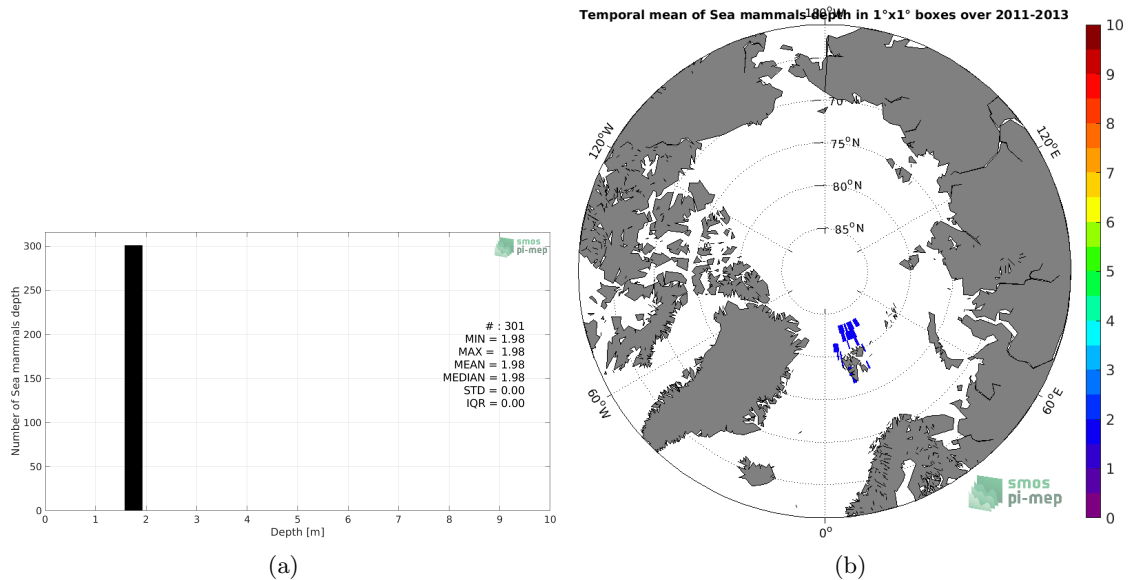 Temporal mean of Sea mammals depth in 1°x1° boxes over 2011-2013
180°W
120°W
120°E
70°
75°N
80°N
85°N
60°W
60°E
0°
smos
pi-mep
10
9
8
7
6
5
4
3
2
1
0
Number of Sea mammals depth
300
250
200
150
100
50
0
smos
pi-mep
# : 301
MIN = 1.98
MAX = 1.98
MEAN = 1.98
MEDIAN = 1.98
STD = 0.00
IQR = 0.00
0 1 2 3 4 5 6 7 8 9 10
Depth [m]
(a)
(b)